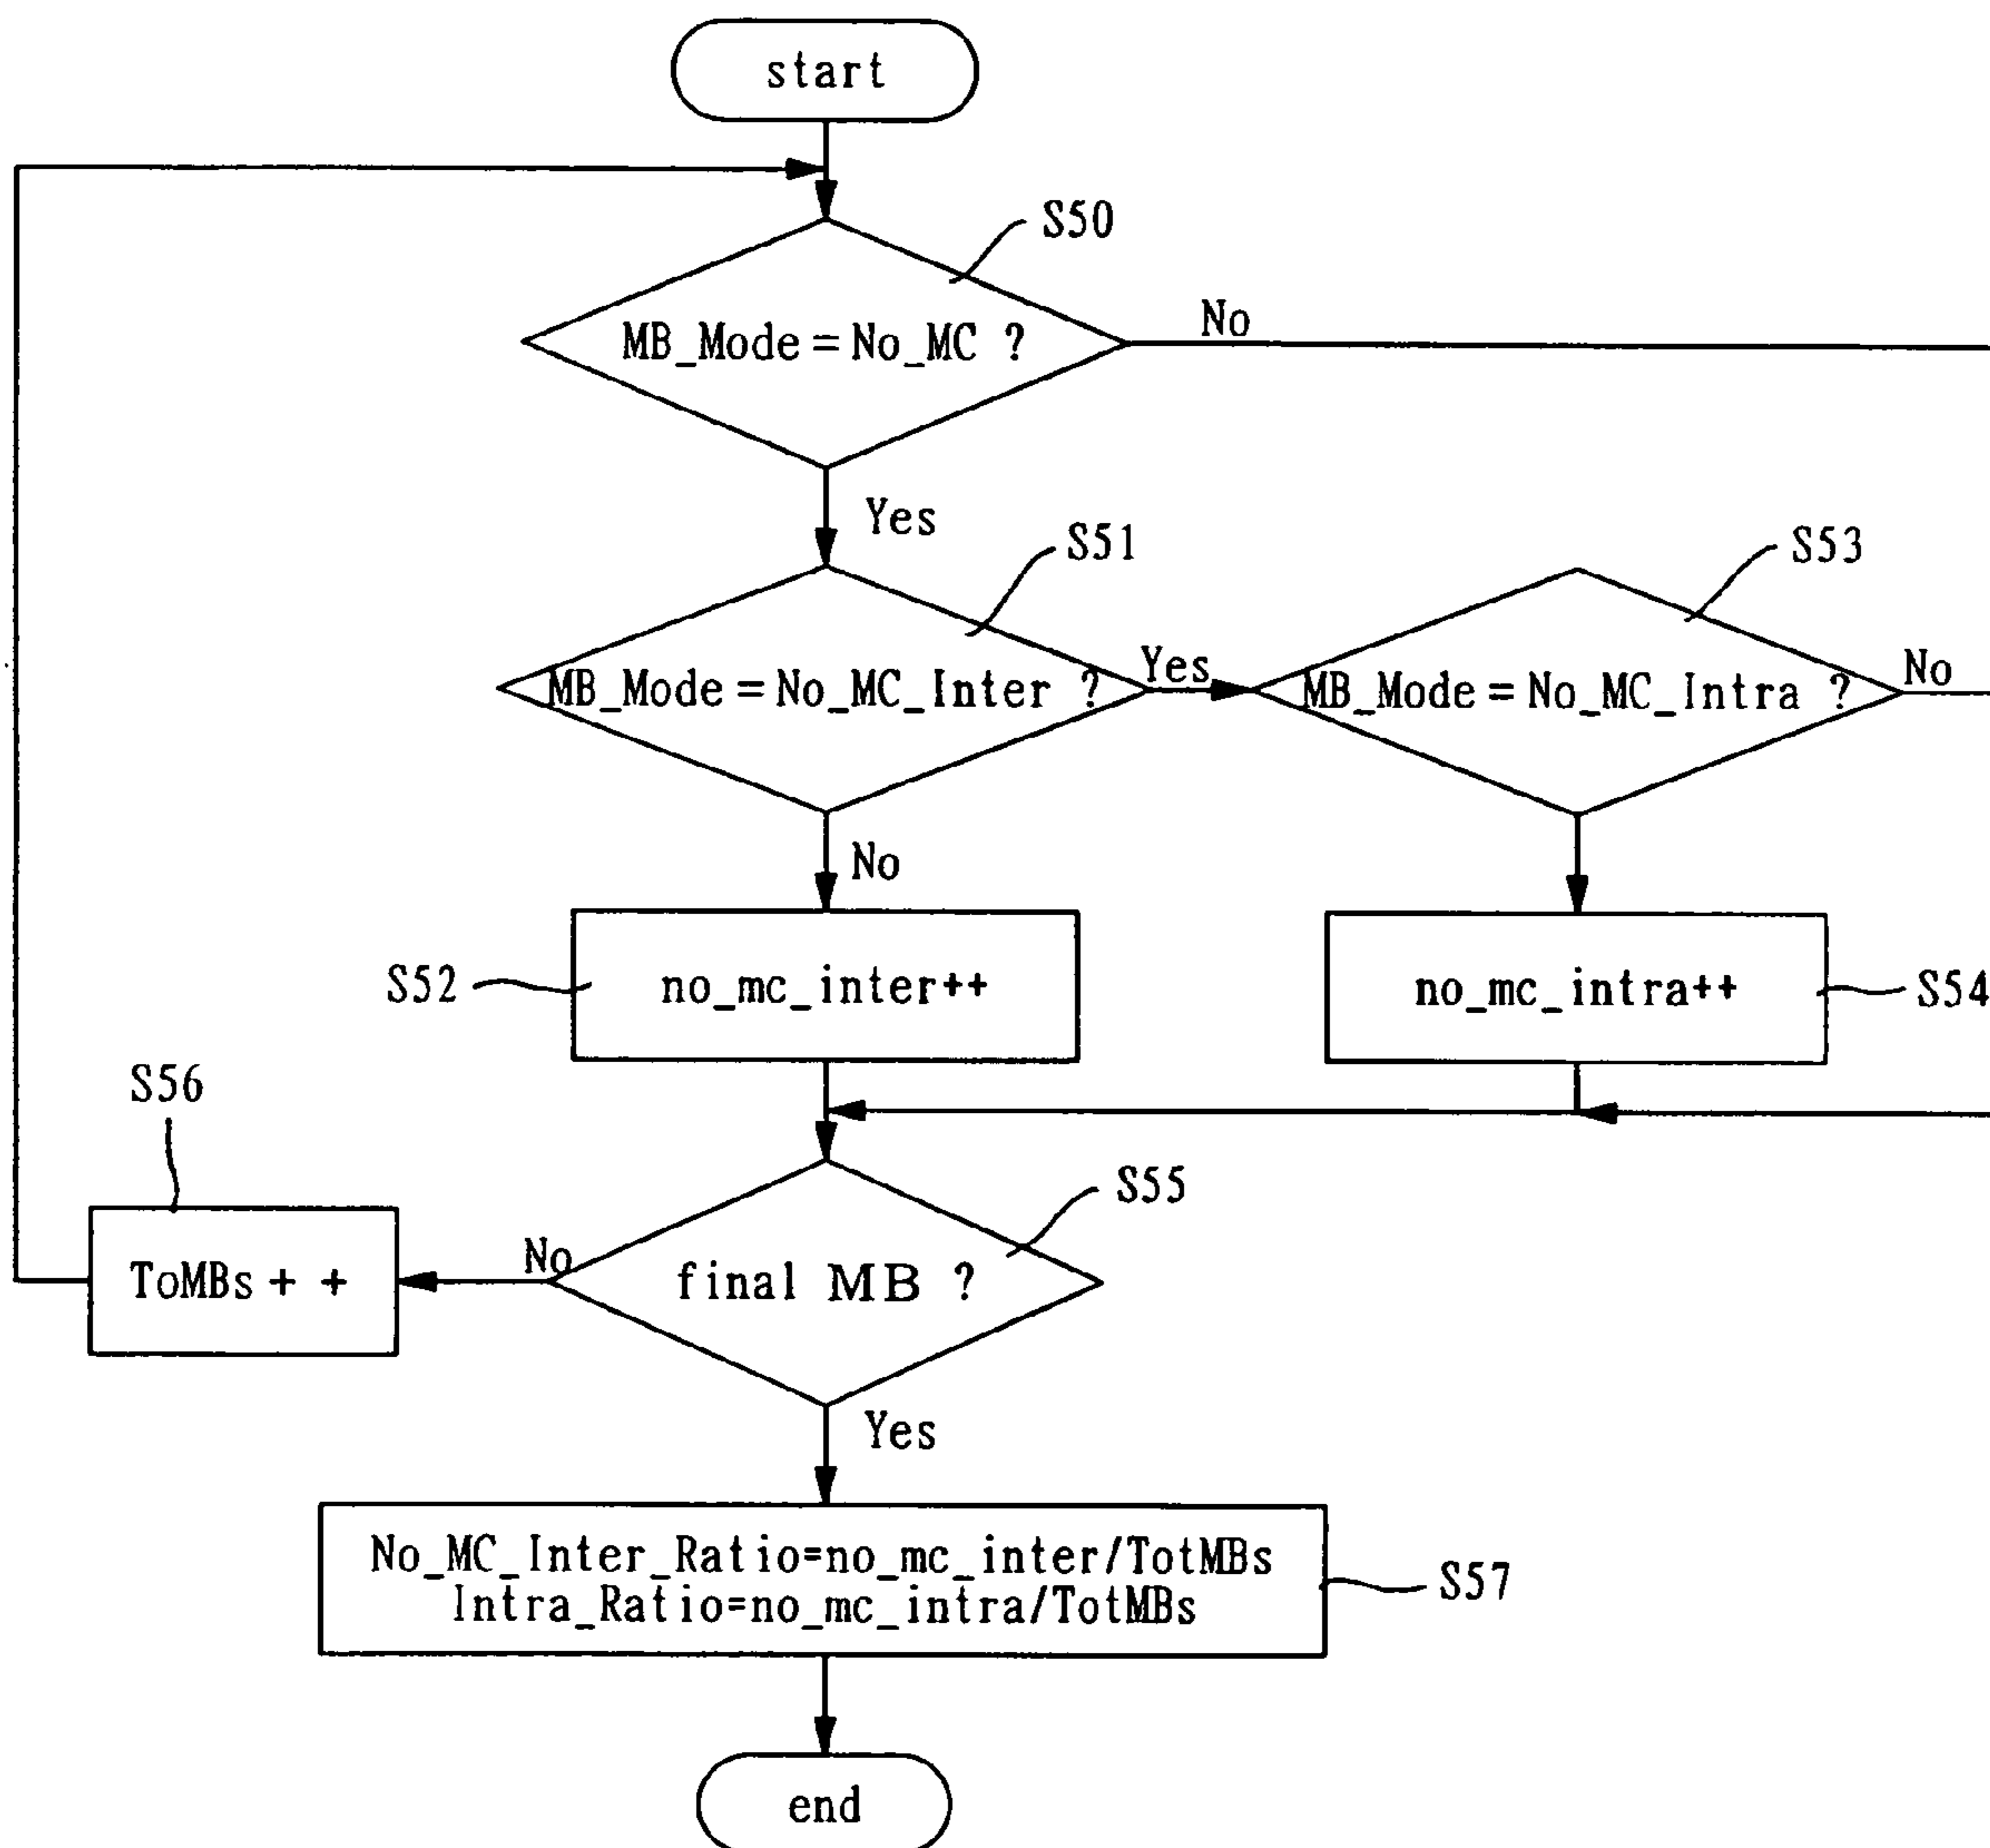 start
S50
MB_Mode = No_MC ?
No
Yes
S51
S53
MB_Mode = No_MC_Inter ?
Yes
MB_Mode = No_MC_Intra ?
No
No
S52
no_mc_inter++
no_mc_intra++
S54
S56
S55
ToMBs + +
No
final MB ?
Yes
No_MC_Inter_Ratio=no_mc_inter/TotMBs
Intra_Ratio=no_mc_intra/TotMBs
S57
end